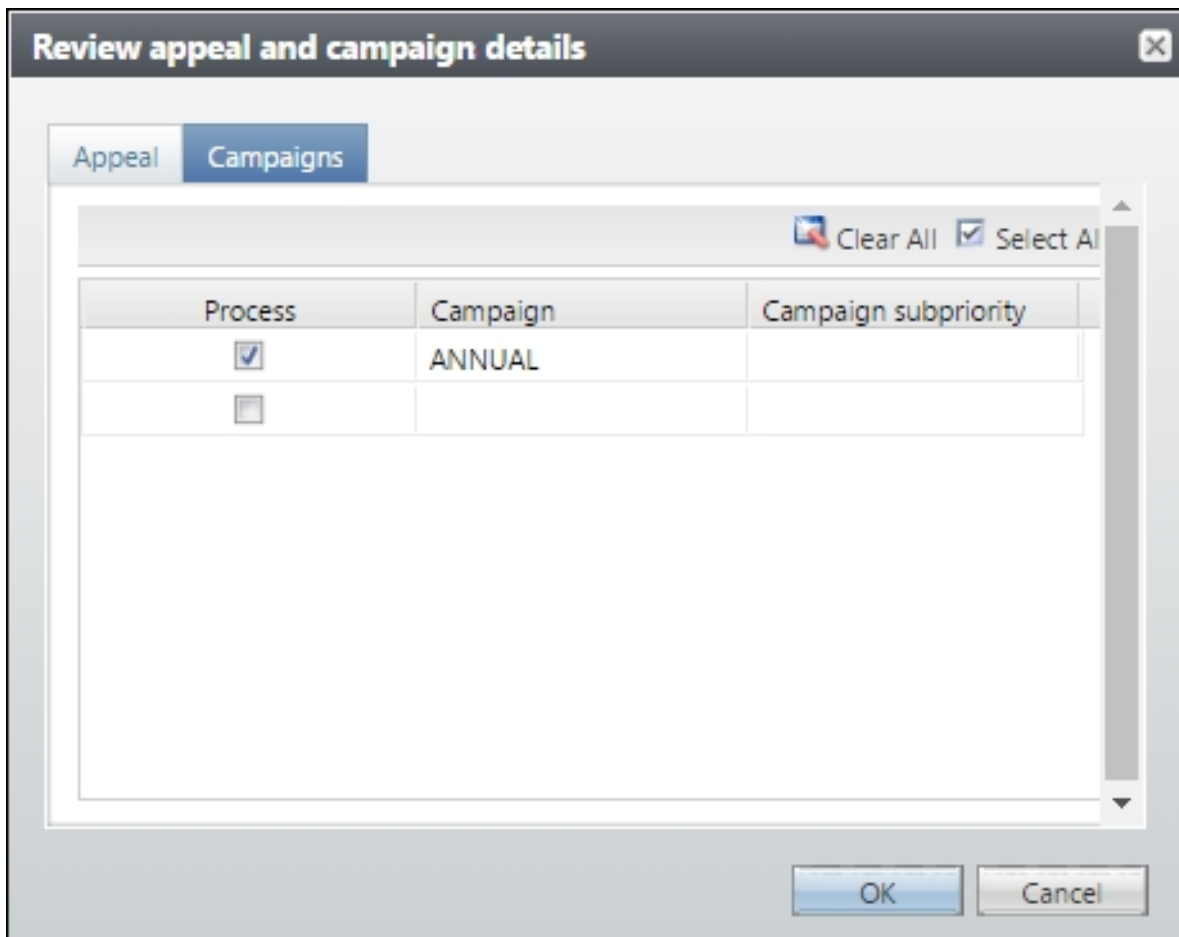 Review appeal and campaign details
Appeal Campaigns
Clear All Select Al
Process Campaign Campaign subpriority
ANNUAL
OK Cancel